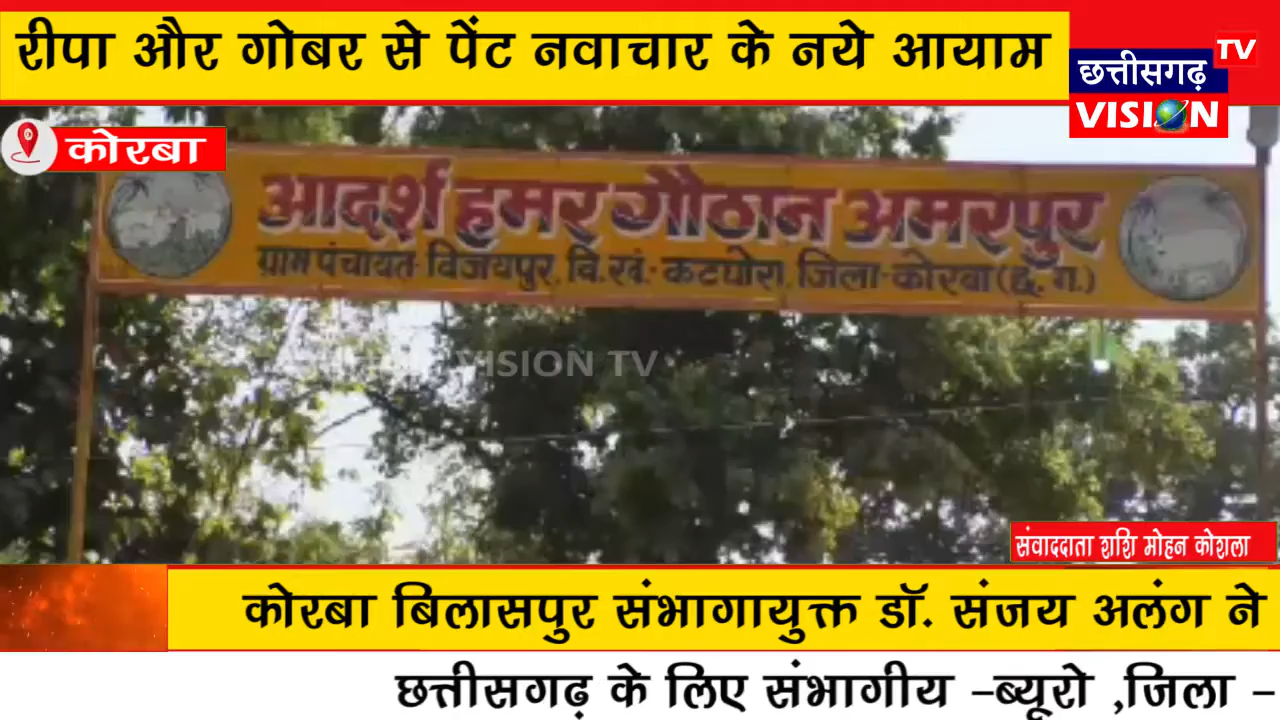 रीपा और गोबर से पेंट नवाचार के नये आयाम
TV
छत्तीसगढ़
VISION
कोरबा
आदर्श हमर गौठान अमरपुर
ग्राम पंचायत- विजयपुर, वि.खं.- कटघोरा, जिला-कोरबा (छ. ग.)
VISION TV
संवाददाता शशि मोहन कोशला
कोरबा बिलासपुर संभागायुक्त डॉ. संजय अलंग ने
छत्तीसगढ़ के लिए संभागीय -ब्यूरो ,जिला -